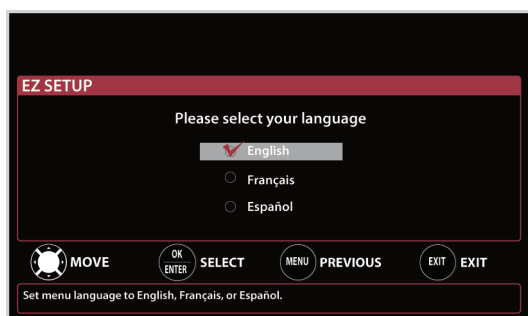 EZ SETUP
Please select your language
English
Français
Español
MOVE OK ENTER SELECT MENU PREVIOUS EXIT EXIT
Set menu language to English, Français, or Español.